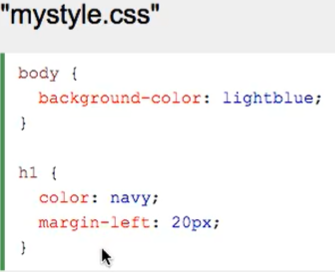 "mystyle.css"
body {
background-color: lightblue;
}
h1 {
color: navy;
margin-left: 20px;
}